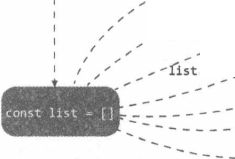 list
const list = []